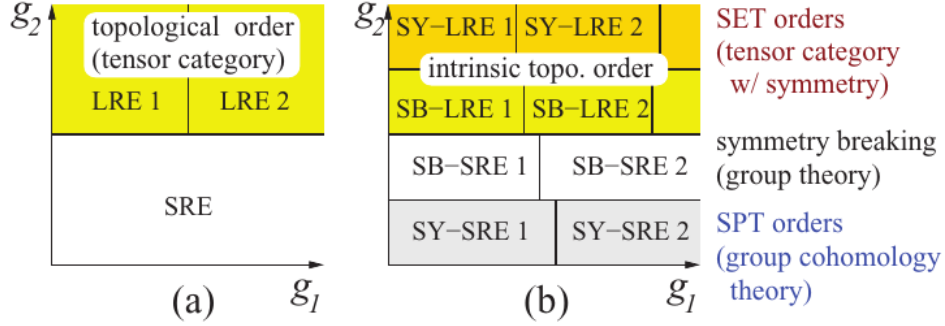 g2
topological order
(tensor category)
LRE 1
LRE 2
SRE
g1
(a)
g2
SY−LRE 1
SY−LRE 2
intrinsic topo. order
SB−LRE 1
SB−LRE 2
SB−SRE 1
SB−SRE 2
SY−SRE 1
SY−SRE 2
g1
(b)
SET orders
(tensor category
w/ symmetry)
symmetry breaking
(group theory)
SPT orders
(group cohomology
theory)